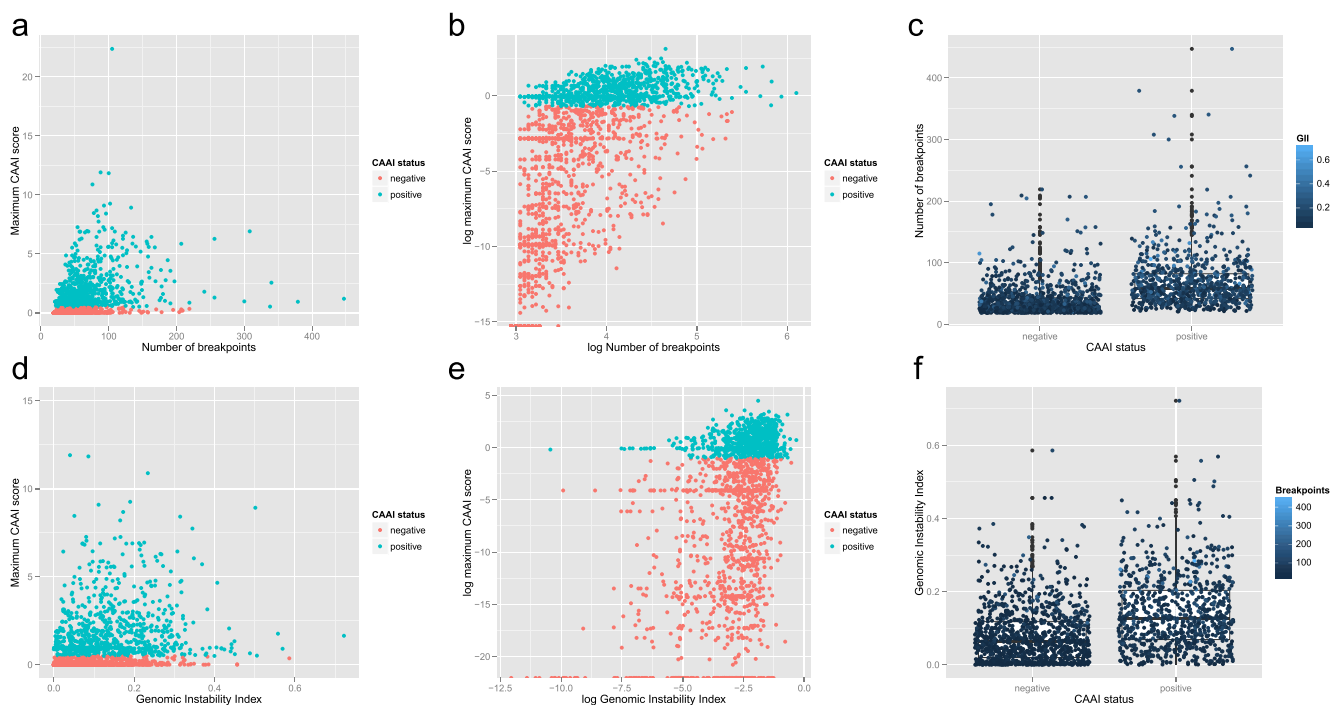 a
Maximum CAAI score
20
15
10
5
0
0 100 200 300 400
Number of breakpoints
CAAI status
negative
positive
b
log maximum CAAI score
0
−5
−10
−15
3 4 5 6
log Number of breakpoints
CAAI status
negative
positive
c
Number of breakpoints
400
300
200
100
0
negative positive
CAAI status
GII
0.6
0.4
0.2
d
Maximum CAAI score
15
10
5
0
0.0 0.2 0.4 0.6
Genomic Instability Index
CAAI status
negative
positive
e
log maximum CAAI score
5
0
−5
−10
−15
−20
−12.5 −10.0 −7.5 −5.0 −2.5 0.0
log Genomic Instability Index
CAAI status
negative
positive
f
Genomic Instability Index
0.6
0.4
0.2
0.0
negative positive
CAAI status
Breakpoints
400
300
200
100